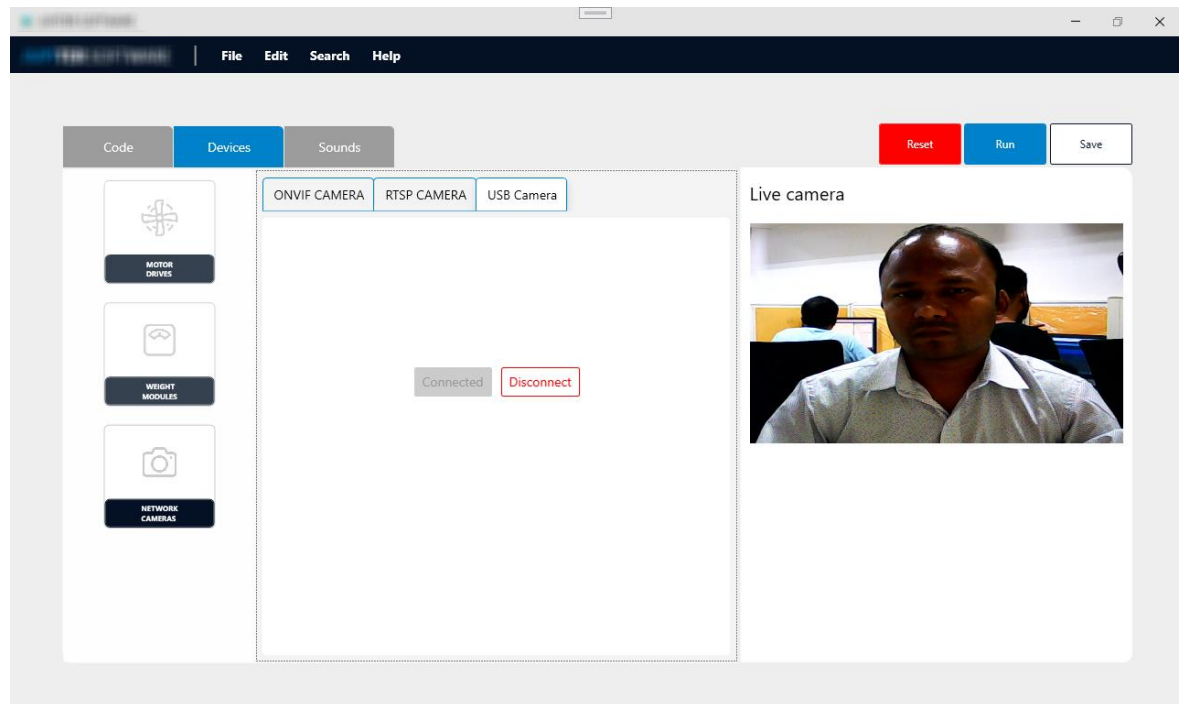 File Edit Search Help
Code Devices Sounds
Reset Run Save
ONVIF CAMERA RTSP CAMERA USB Camera
Live camera
MOTOR
DRIVES
Connected Disconnect
WEIGHT
MODULES
NETWORK
CAMERAS